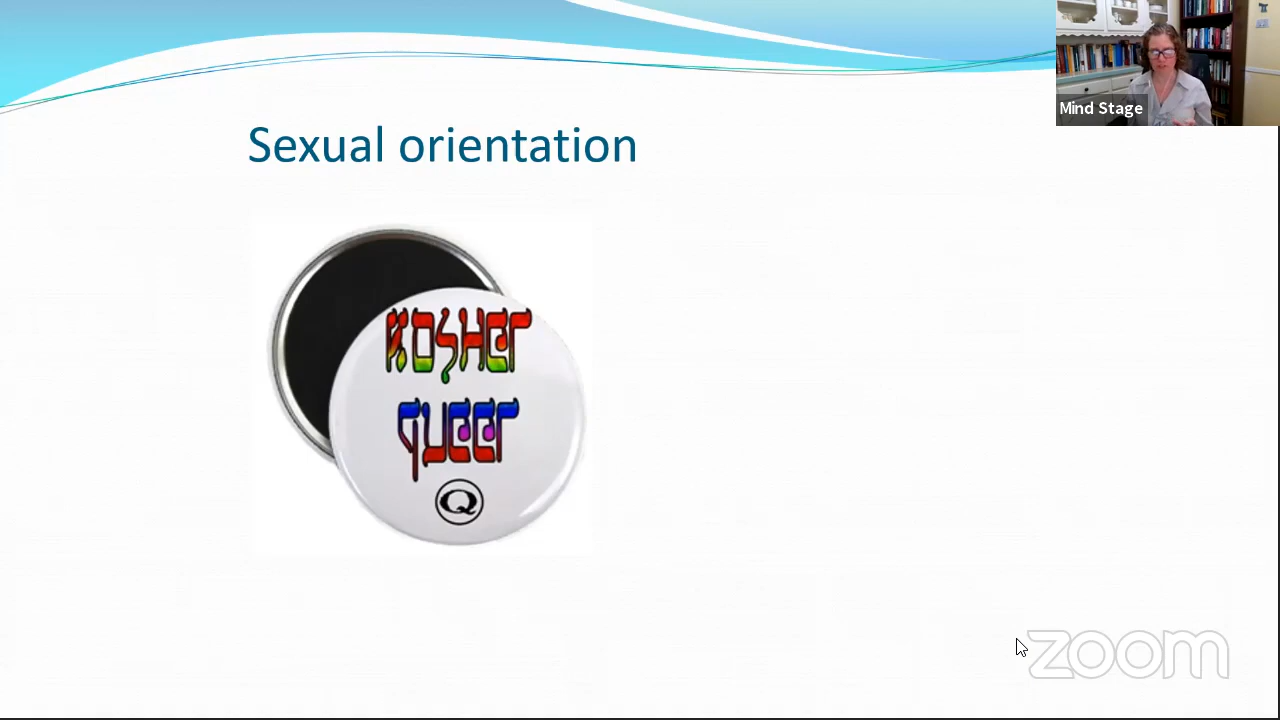 Mind Stage
Sexual orientation
KOSHER
QUEER
Q
zoom